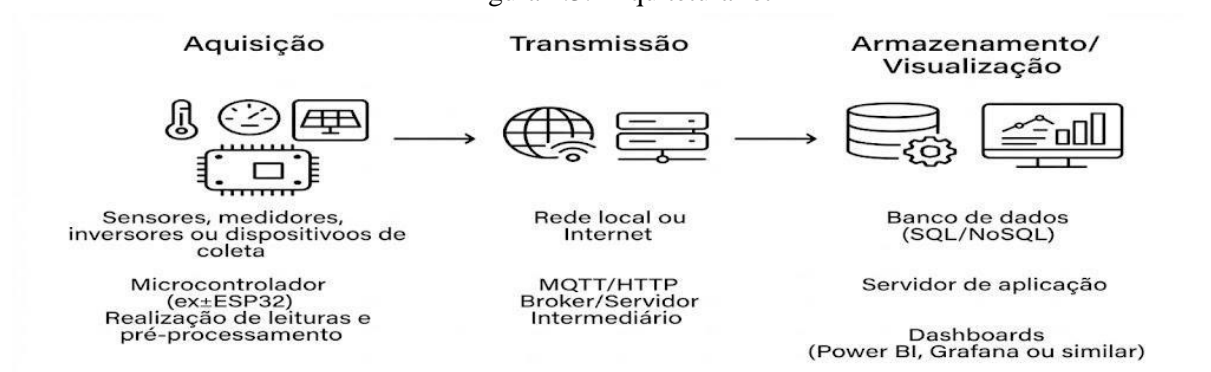 Aquisição
Sensores, medidores,
inversores ou dispositivoos de
coleta
Microcontrolador
(ex±ESP32)
Realização de leituras e
pré-processamento
Transmissão
Rede local ou
Internet
MQTT/HTTP
Broker/Servidor
Intermediário
Armazenamento/
Visualização
Banco de dados
(SQL/NoSQL)
Servidor de aplicação
Dashboards
(Power BI, Grafana ou similar)